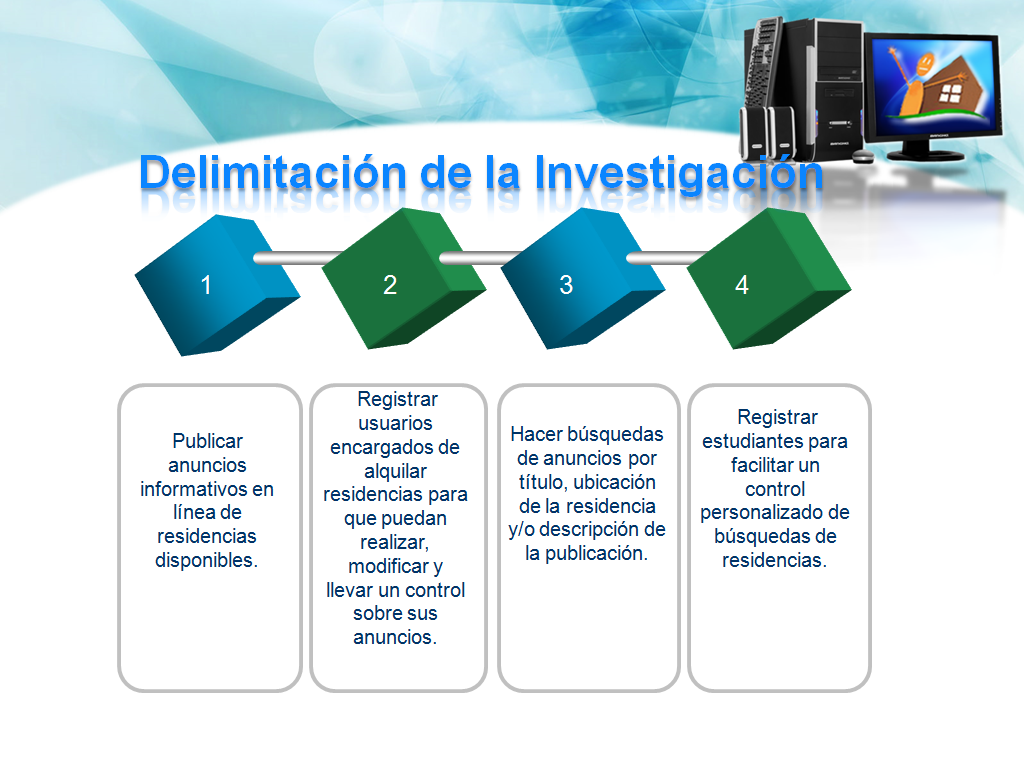 Delimitación de la Investigación
1
2
3
4
Publicar
anuncios
informativos en
línea de
residencias
disponibles.
Registrar
usuarios
encargados de
alquilar
residencias para
que puedan
realizar,
modificar y
llevar un control
sobre sus
anuncios.
Hacer búsquedas
de anuncios por
título, ubicación
de la residencia
y/o descripción de
la publicación.
Registrar
estudiantes para
facilitar un
control
personalizado de
búsquedas de
residencias.